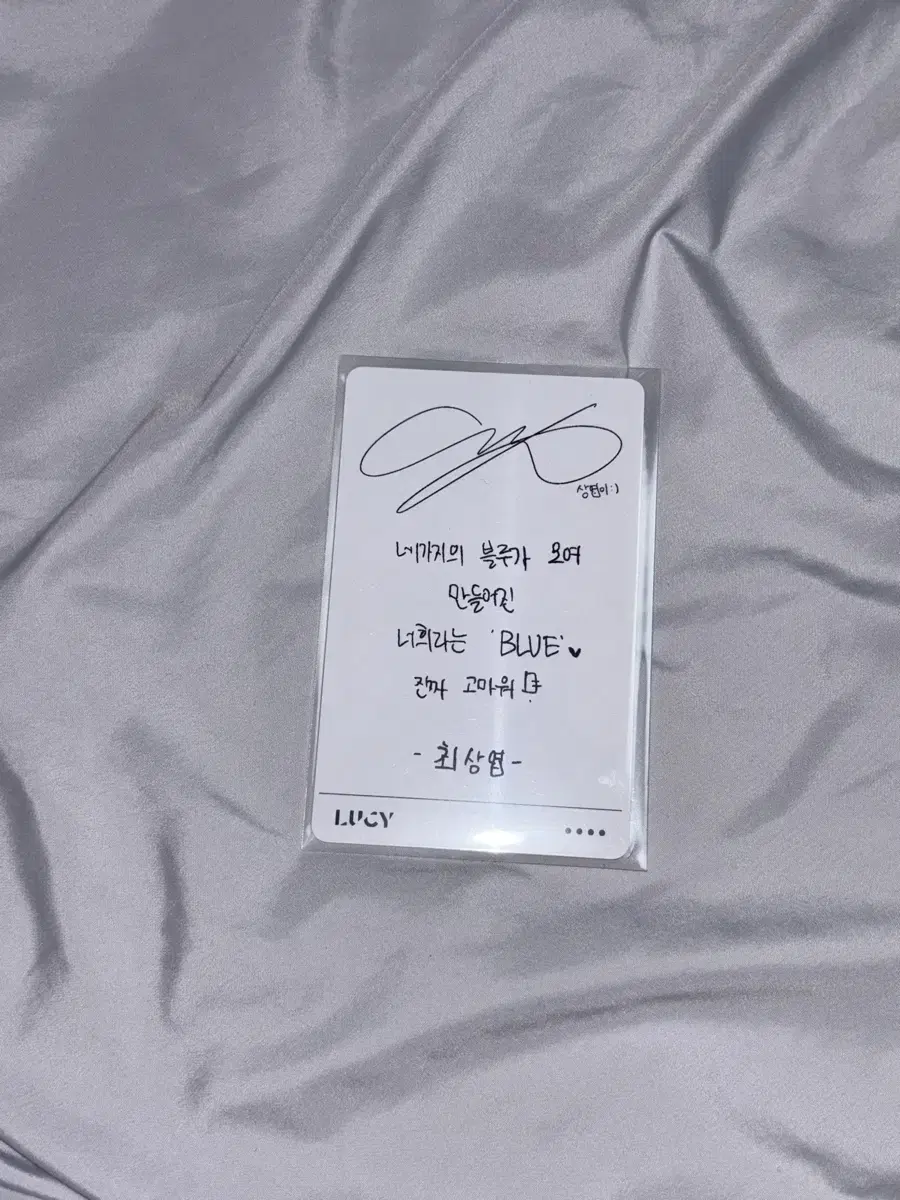 상엽이:)
네가지의 블루가 모여
만들어진
너희라는 'BLUE'♥
진짜 고마워
- 최상엽 -
LUCY